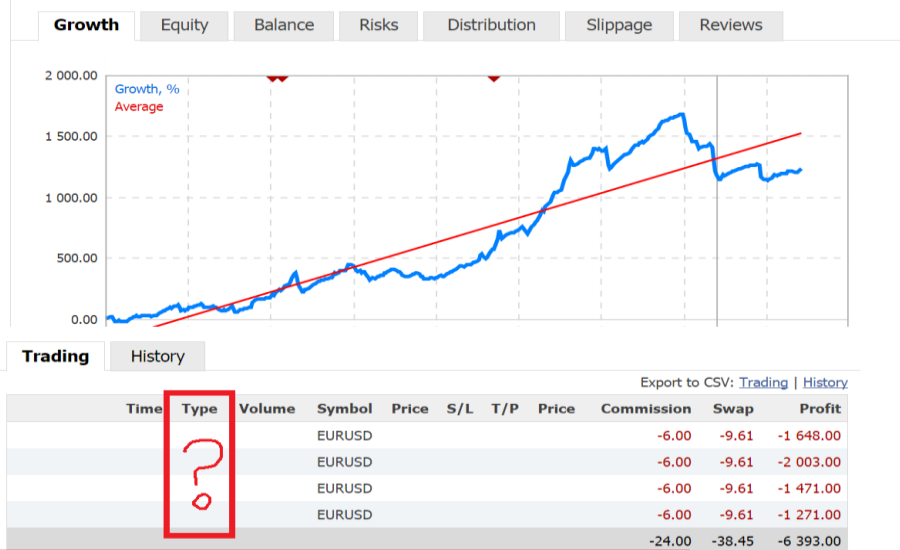 Growth Equity Balance Risks Distribution Slippage Reviews
2 000.00
Growth, %
Average
1 500.00
1 000.00
500.00
0.00
Trading History
Export to CSV: Trading | History
Time Type Volume Symbol Price S/L T/P Price Commission Swap Profit
EURUSD -6.00 -9.61 -1 648.00
EURUSD -6.00 -9.61 -2 003.00
?
EURUSD -6.00 -9.61 -1 471.00
EURUSD -6.00 -9.61 -1 271.00
-24.00 -38.45 -6 393.00